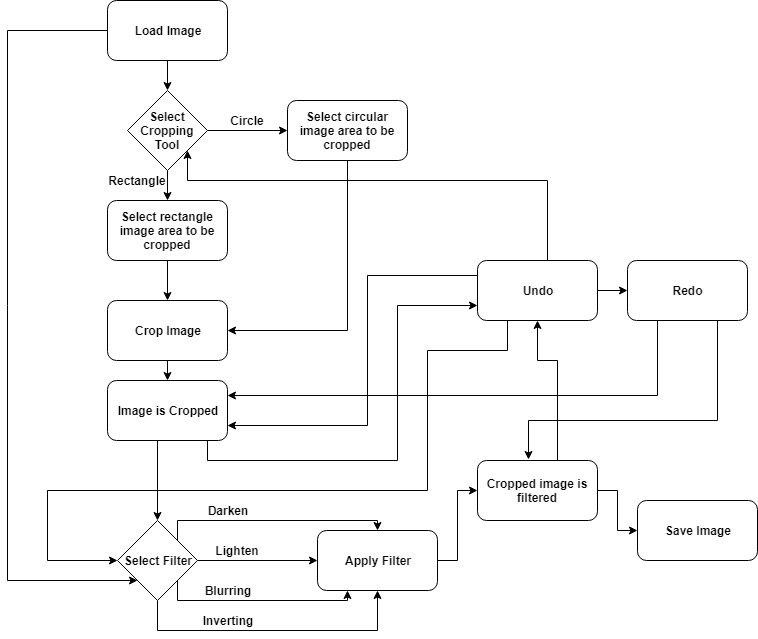 Load Image
Select
Cropping
Tool
Circle
Select circular
image area to be
cropped
Rectangle
Select rectangle
image area to be
cropped
Undo
Redo
Crop Image
Image is Cropped
Cropped image is
filtered
Save Image
Darken
Select Filter
Lighten
Apply Filter
Blurring
Inverting